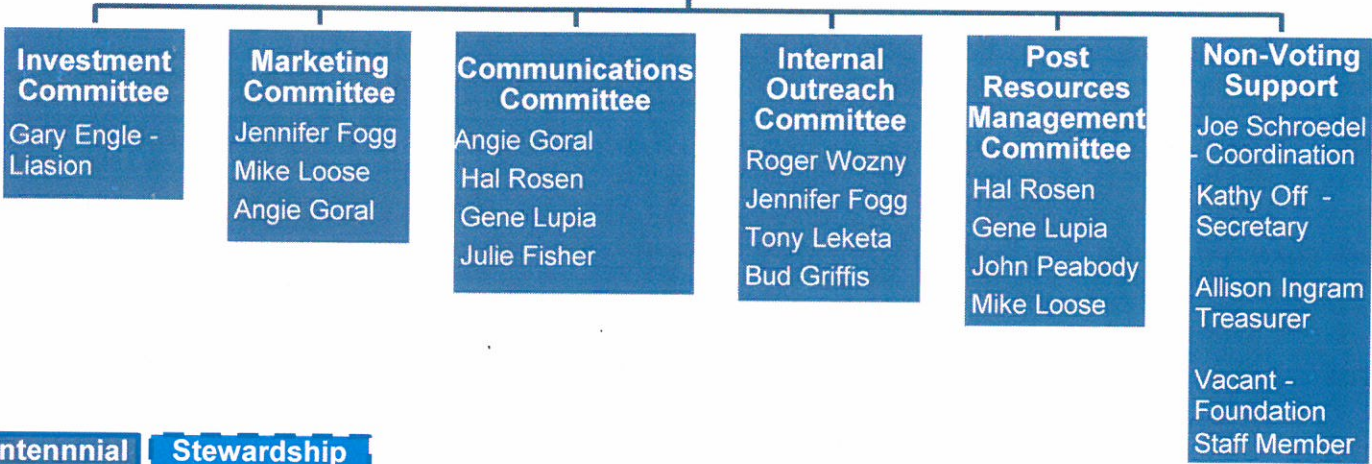 Investment
Committee
Gary Engle -
Liasion
Marketing
Committee
Jennifer Fogg
Mike Loose
Angie Goral
Communications
Committee
Angie Goral
Hal Rosen
Gene Lupia
Julie Fisher
Internal
Outreach
Committee
Roger Wozny
Jennifer Fogg
Tony Leketa
Bud Griffis
Post
Resources
Management
Committee
Hal Rosen
Gene Lupia
John Peabody
Mike Loose
Non-Voting
Support
Joe Schroedel
- Coordination
Kathy Off -
Secretary
Allison Ingram
Treasurer
Vacant -
Foundation
Staff Member
ntennnial
Stewardship